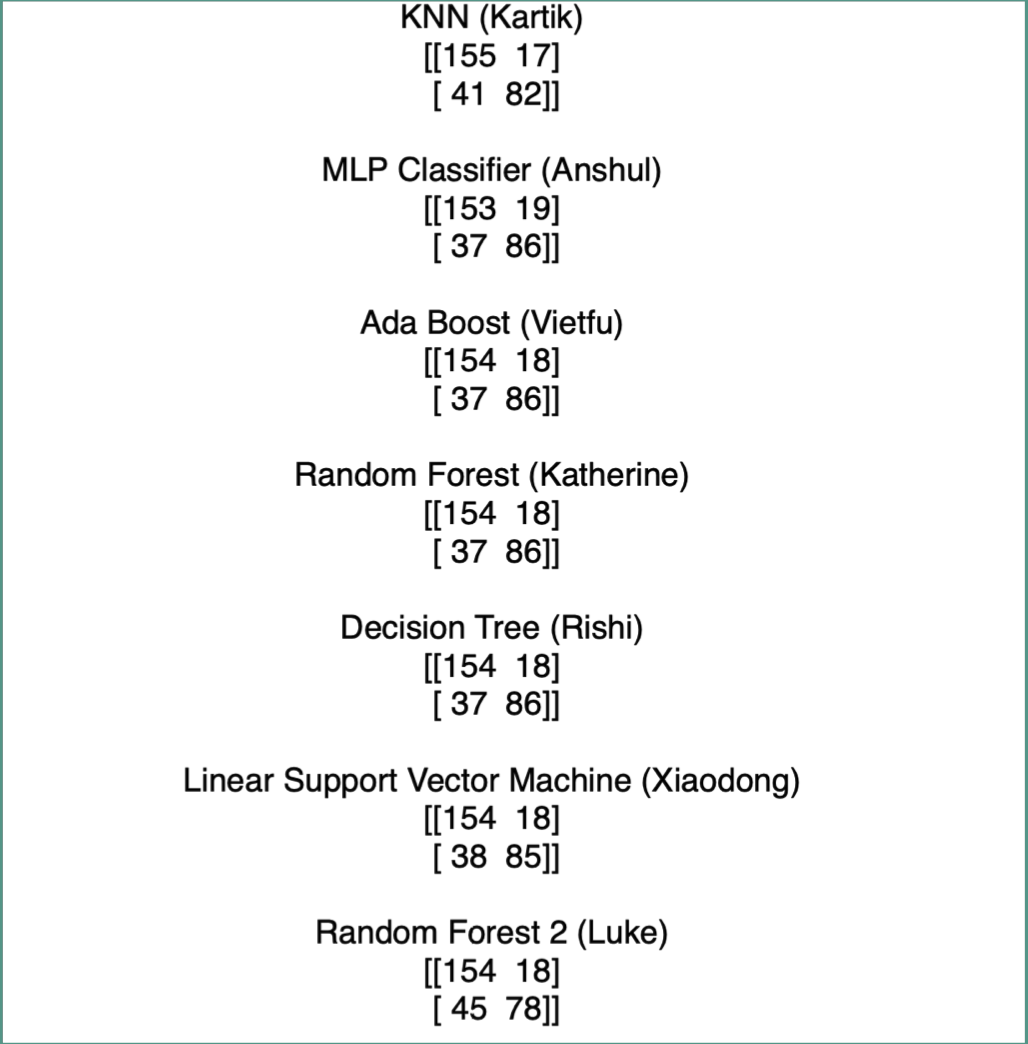 KNN (Kartik)
[[155 17]
[ 41 82]]
MLP Classifier (Anshul)
[[153 19]
[ 37 86]]
Ada Boost (Vietfu)
[[154 18]
[ 37 86]]
Random Forest (Katherine)
[[154 18]
[ 37 86]]
Decision Tree (Rishi)
[[154 18]
[ 37 86]]
Linear Support Vector Machine (Xiaodong)
[[154 18]
[ 38 85]]
Random Forest 2 (Luke)
[[154 18]
[ 45 78]]